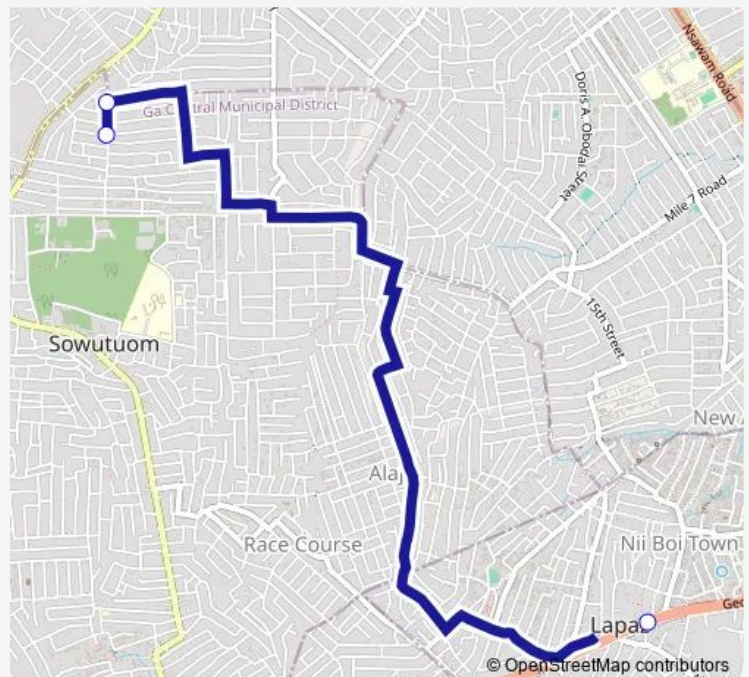 Nsawam Road
Doris A. Obodai Street
Ga Central Municipal District
Mile 7 Road
15th Street
Sowutuom
New
Race Course
Nii Boi Town
© OpenStreetMap contributors